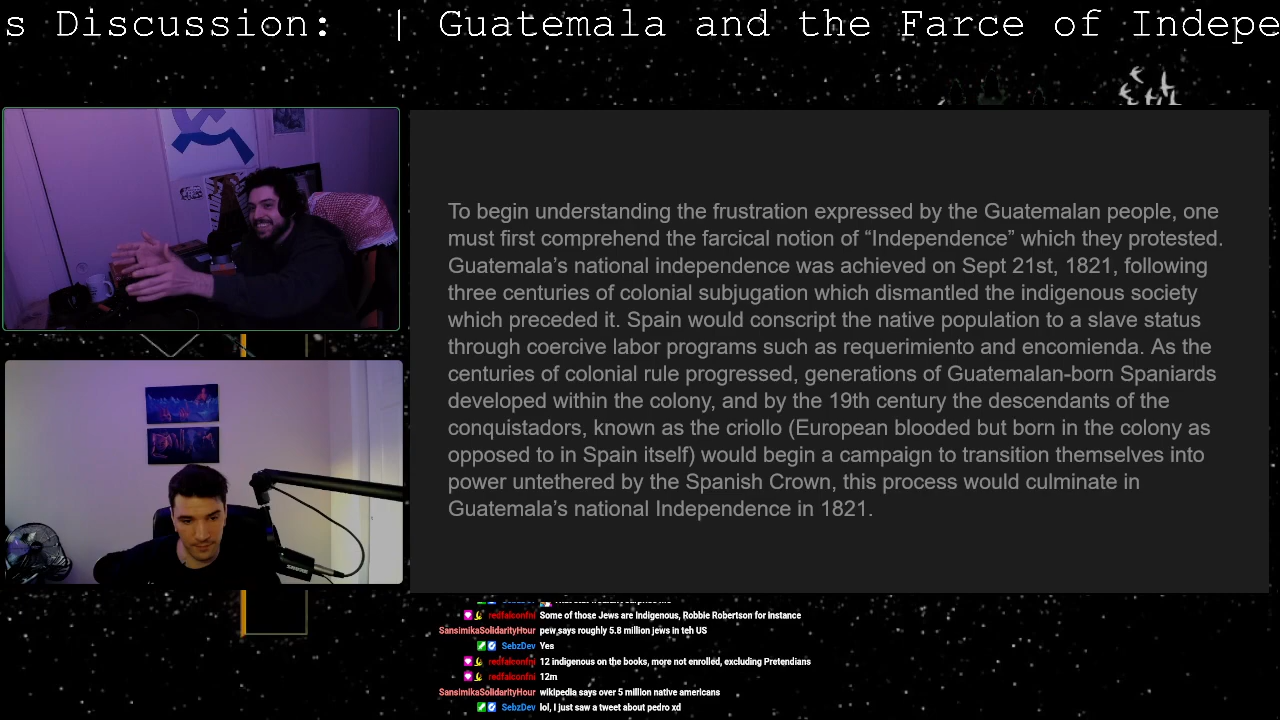 s Discussion: | Guatemala and the Farce of Indepe
To begin understanding the frustration expressed by the Guatemalan people, one
must first comprehend the farcical notion of “Independence” which they protested.
Guatemala’s national independence was achieved on Sept 21st, 1821, following
three centuries of colonial subjugation which dismantled the indigenous society
which preceded it. Spain would conscript the native population to a slave status
through coercive labor programs such as requerimiento and encomienda. As the
centuries of colonial rule progressed, generations of Guatemalan-born Spaniards
developed within the colony, and by the 19th century the descendants of the
conquistadors, known as the criollo (European blooded but born in the colony as
opposed to in Spain itself) would begin a campaign to transition themselves into
power untethered by the Spanish Crown, this process would culminate in
Guatemala’s national Independence in 1821.
redfalconfni Some of those Jews are Indigenous, Robbie Robertson for instance
SansimikaSolidarityHour pew says roughly 5.8 million jews in teh US
SebzDev Yes
redfalconfni 12 indigenous on the books, more not enrolled, excluding Pretendians
redfalconfni 12m
SansimikaSolidarityHour wikipedia says over 5 million native americans
SebzDev lol, I just saw a tweet about pedro xd
SHURE